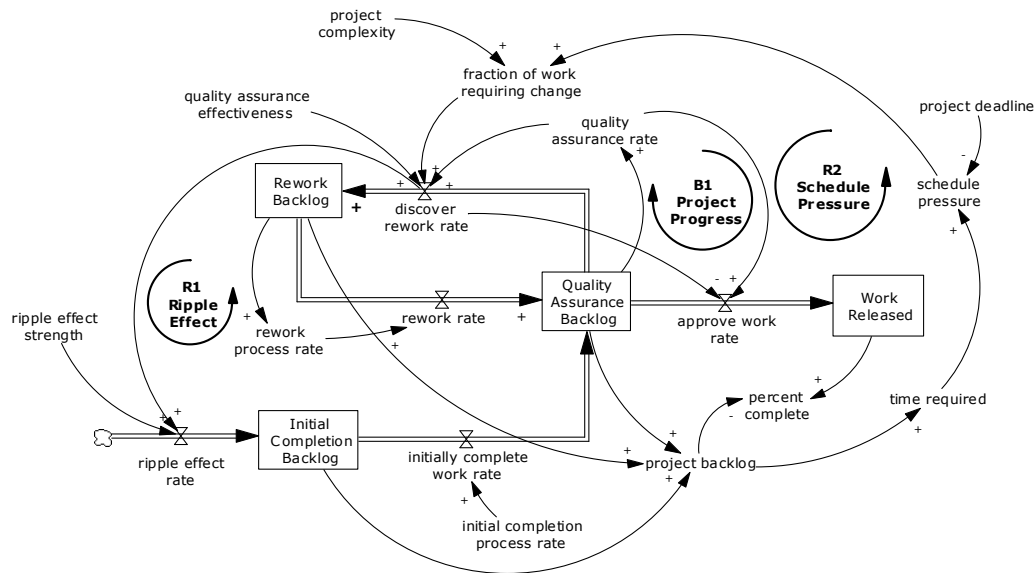 project
complexity
+
+
fraction of work
requiring change
quality assurance
effectiveness
quality
assurance rate
+
project deadline
-
schedule
pressure
+
R2
Schedule
Pressure
B1
Project
Progress
Rework
Backlog
+
+
+
+
+
discover
rework rate
R1
Ripple
Effect
ripple effect
strength
+
rework
process rate
+
rework rate
+
Quality
Assurance
Backlog
-
+
approve work
rate
Work
Released
+
percent
complete
-
time required
+
+
+
ripple effect
rate
Initial
Completion
Backlog
initially complete
work rate
+
initial completion
process rate
+
+
+
project backlog